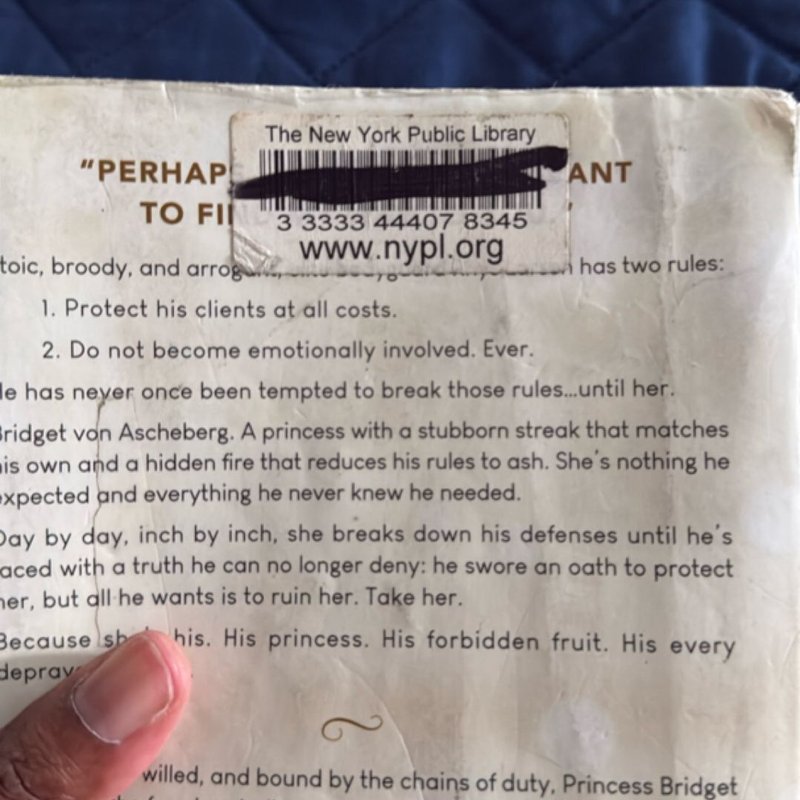 The New York Public Library
"PERHAP ANT
TO FI
3 3333 44407 8345
www.nypl.org
toic, broody, and arrog has two rules:
1. Protect his clients at all costs.
2. Do not become emotionally involved. Ever.
He has never once been tempted to break those rules...until her.
Bridget von Ascheberg. A princess with a stubborn streak that matches
his own and a hidden fire that reduces his rules to ash. She's nothing he
expected and everything he never knew he needed.
Day by day, inch by inch, she breaks down his defenses until he's
faced with a truth he can no longer deny: he swore an oath to protect
her, but all he wants is to ruin her. Take her.
Because his. His princess. His forbidden fruit. His every
deprav
willed, and bound by the chains of duty, Princess Bridget